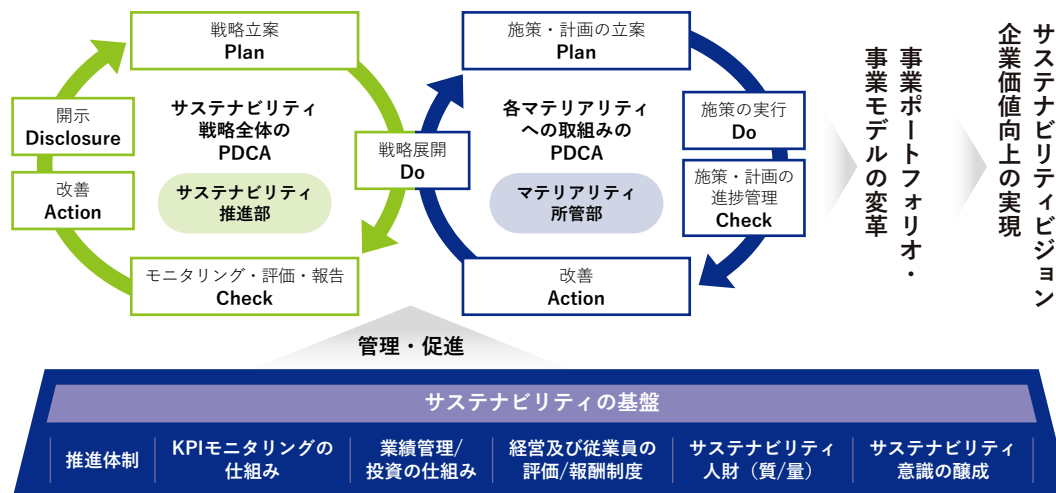 戦略立案
Plan
開示
Disclosure
改善
Action
サステナビリティ
戦略全体の
PDCA
サステナビリティ
推進部
戦略展開
Do
モニタリング・評価・報告
Check
施策・計画の立案
Plan
各マテリアリティ
への取組みの
PDCA
マテリアリティ
所管部
施策の実行
Do
施策・計画の
進捗管理
Check
改善
Action
事業ポートフォリオ・
事業モデルの変革
サステナビリティビジョン
企業価値向上の実現
管理・促進
サステナビリティの基盤
推進体制
KPIモニタリングの
仕組み
業績管理/
投資の仕組み
経営及び従業員の
評価/報酬制度
サステナビリティ
人財（質/量）
サステナビリティ
意識の醸成